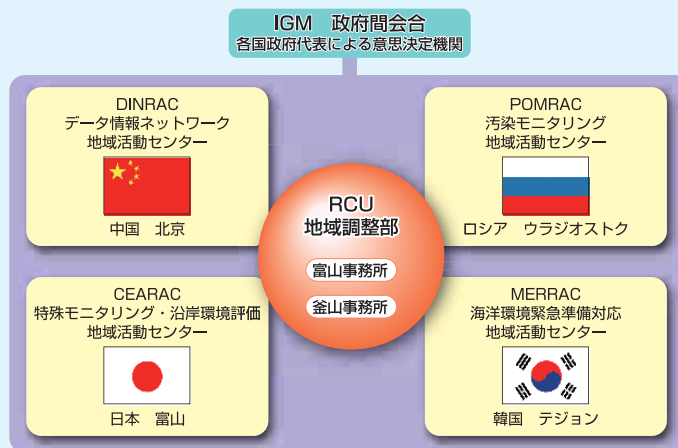 IGM 政府間会合
各国政府代表による意思決定機関
DINRAC
データ情報ネットワーク
地域活動センター
中国 北京
POMRAC
汚染モニタリング
地域活動センター
ロシア ウラジオストク
RCU
地域調整部
富山事務所
釜山事務所
CEARAC
特殊モニタリング・沿岸環境評価
地域活動センター
日本 富山
MERRAC
海洋環境緊急準備対応
地域活動センター
韓国 テジョン